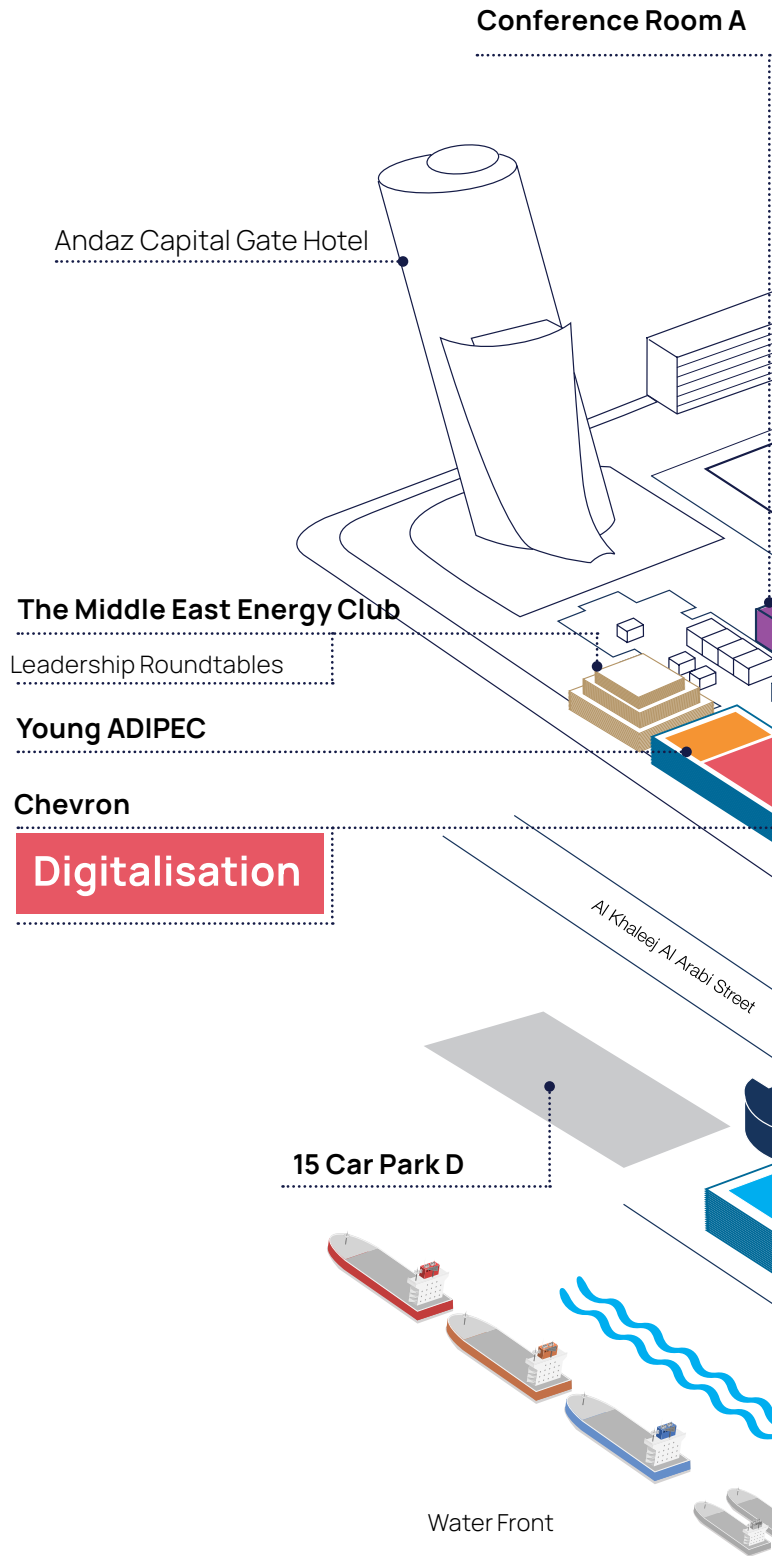 Conference Room A
Andaz Capital Gate Hotel
The Middle East Energy Club
Leadership Roundtables
Young ADIPEC
Chevron
Digitalisation
Al Khaleej Al Arabi Street
15 Car Park D
Water Front